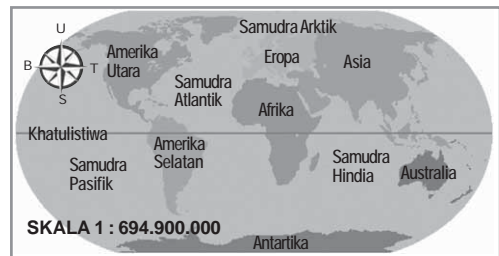 U
B
T
S
Samudra Arktik
Amerika
Utara
Eropa
Asia
Samudra
Atlantik
Afrika
Khatulistiwa
Amerika
Selatan
Samudra
Pasifik
Samudra
Hindia
Australia
SKALA 1 : 694.900.000
Antartika